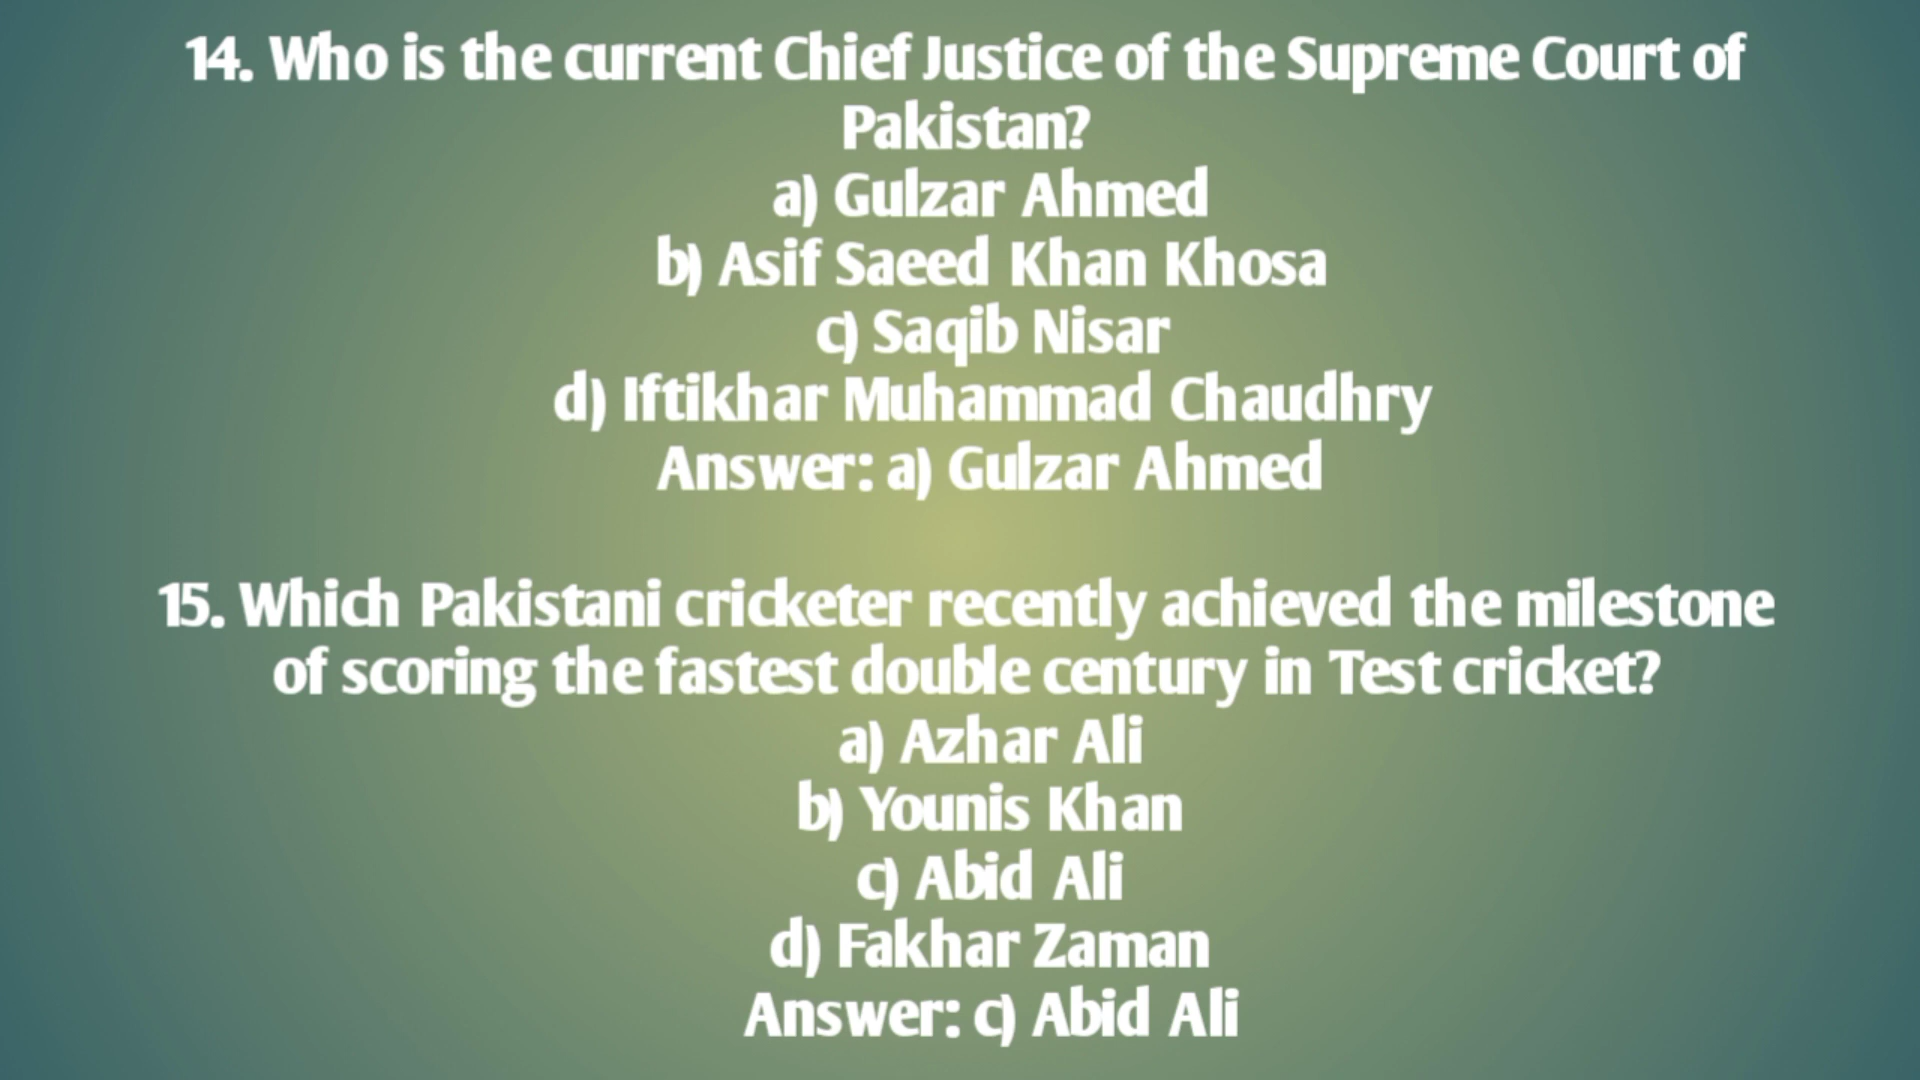 14. Who is the current Chief Justice of the Supreme Court of
Pakistan?
a) Gulzar Ahmed
b) Asif Saeed Khan Khosa
c) Saqib Nisar
d) Iftikhar Muhammad Chaudhry
Answer: a) Gulzar Ahmed
15. Which Pakistani cricketer recently achieved the milestone
of scoring the fastest double century in Test cricket?
a) Azhar Ali
b) Younis Khan
c) Abid Ali
d) Fakhar Zaman
Answer: c) Abid Ali